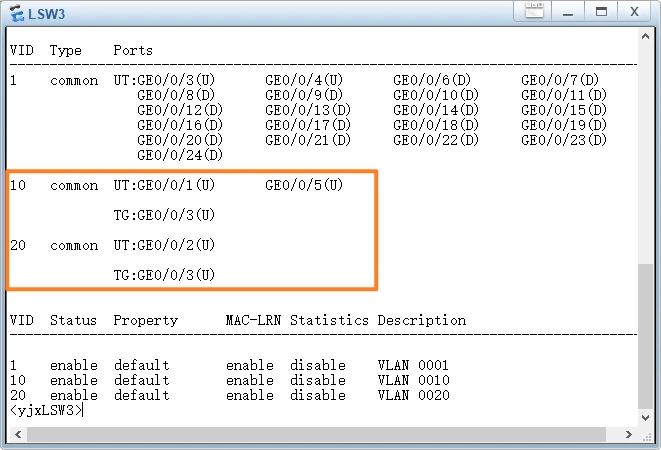 LSW3
VID Type Ports
1 common UT:GE0/0/3(U) GE0/0/4(U) GE0/0/6(D) GE0/0/7(D)
GE0/0/8(D) GE0/0/9(D) GE0/0/10(D) GE0/0/11(D)
GE0/0/12(D) GE0/0/13(D) GE0/0/14(D) GE0/0/15(D)
GE0/0/16(D) GE0/0/17(D) GE0/0/18(D) GE0/0/19(D)
GE0/0/20(D) GE0/0/21(D) GE0/0/22(D) GE0/0/23(D)
GE0/0/24(D)
10 common UT:GE0/0/1(U) GE0/0/5(U)
TG:GE0/0/3(U)
20 common UT:GE0/0/2(U)
TG:GE0/0/3(U)
VID Status Property MAC-LRN Statistics Description
1 enable default enable disable VLAN 0001
10 enable default enable disable VLAN 0010
20 enable default enable disable VLAN 0020
<yjxLSW3>